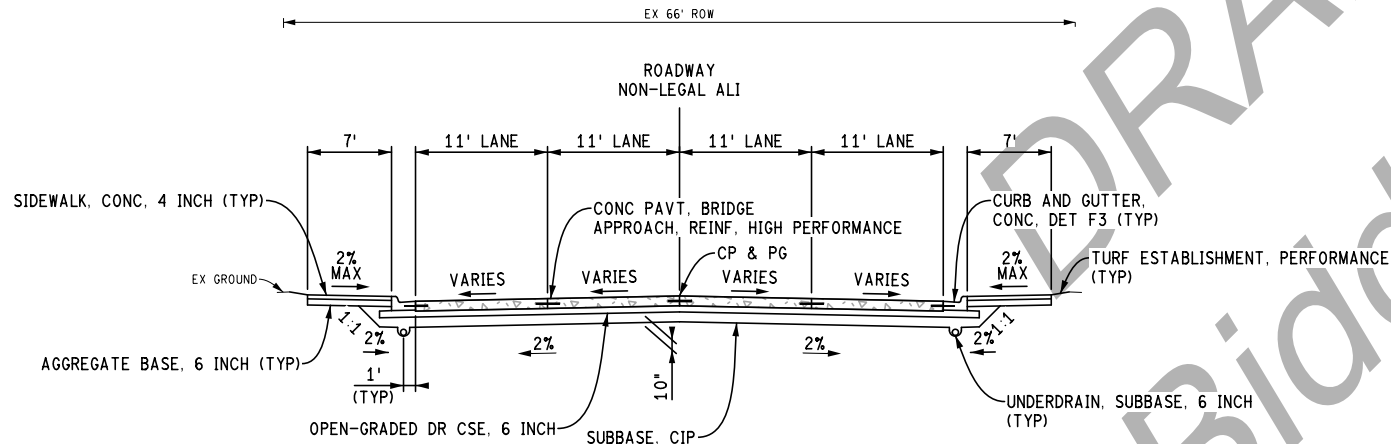 EX 66' ROW
ROADWAY
NON-LEGAL ALI
7'
11' LANE
11' LANE
11' LANE
11' LANE
7'
SIDEWALK, CONC, 4 INCH (TYP)
CONC PAVT, BRIDGE
APPROACH, REINF, HIGH PERFORMANCE
CURB AND GUTTER,
CONC, DET F3 (TYP)
CP & PG
TURF ESTABLISHMENT, PERFORMANCE
(TYP)
EX GROUND
2%
MAX
VARIES
VARIES
VARIES
VARIES
2%
MAX
1:1
1:1
2%
2%
2%
2%
AGGREGATE BASE, 6 INCH (TYP)
1'
(TYP)
10"
OPEN-GRADED DR CSE, 6 INCH
SUBBASE, CIP
UNDERDRAIN, SUBBASE, 6 INCH
(TYP)
DRA
Bid